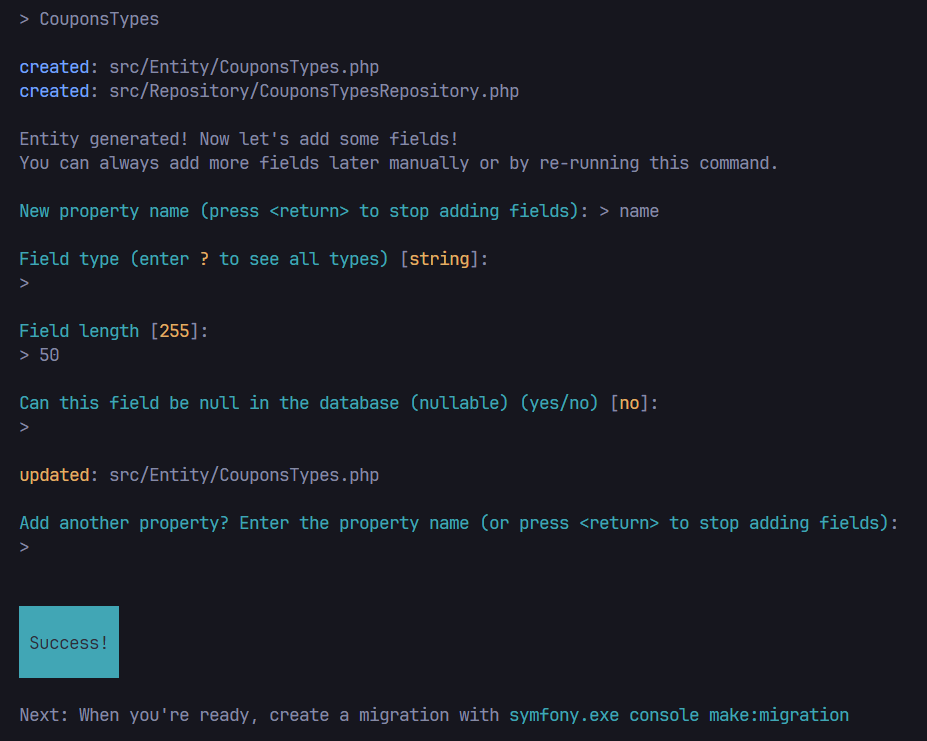 > CouponsTypes
created: src/Entity/CouponsTypes.php
created: src/Repository/CouponsTypesRepository.php
Entity generated! Now let's add some fields!
You can always add more fields later manually or by re-running this command.
New property name (press <return> to stop adding fields): > name
Field type (enter ? to see all types) [string]:
>
Field length [255]:
> 50
Can this field be null in the database (nullable) (yes/no) [no]:
>
updated: src/Entity/CouponsTypes.php
Add another property? Enter the property name (or press <return> to stop adding fields):
>
Success!
Next: When you're ready, create a migration with symfony.exe console make:migration